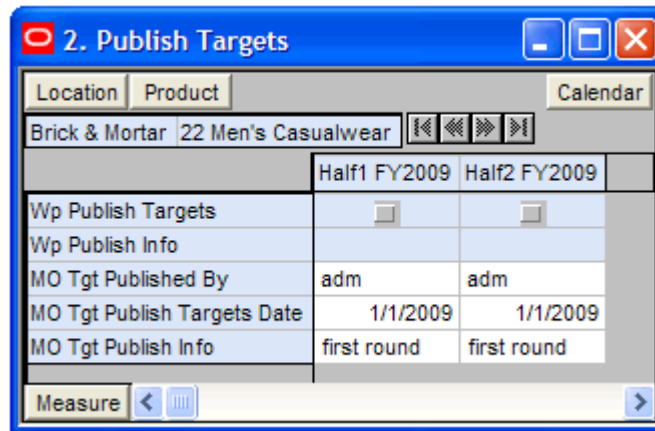 2. Publish Targets
Location Product Calendar
Brick & Mortar 22 Men's Casualwear
Half1 FY2009 Half2 FY2009
Wp Publish Targets
Wp Publish Info
MO Tgt Published By adm adm
MO Tgt Publish Targets Date 1/1/2009 1/1/2009
MO Tgt Publish Info first round first round
Measure